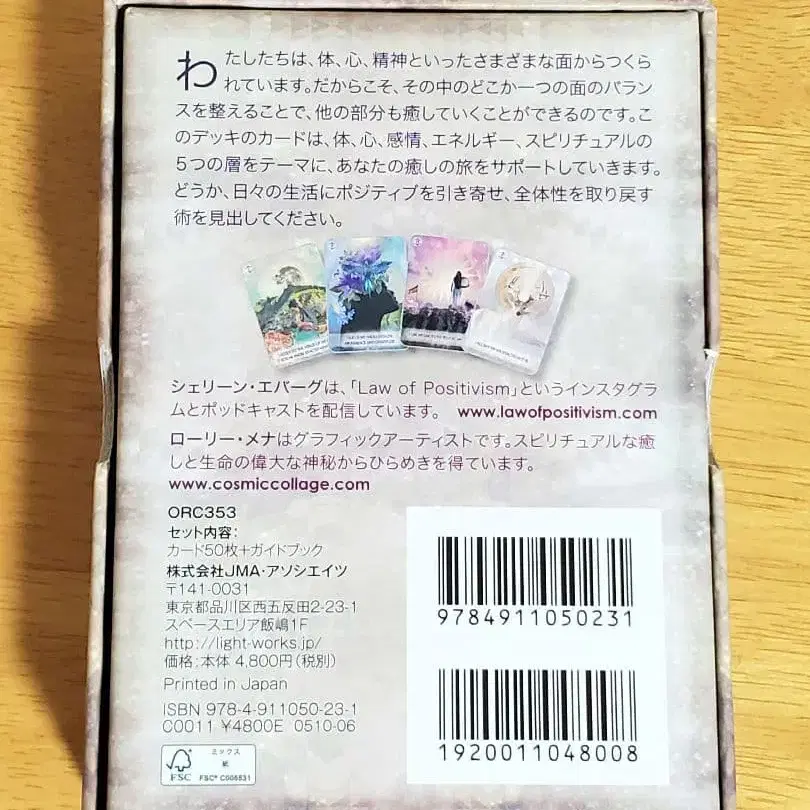 わたしたちは、体、心、精神といったさまざまな面からつくら
れています。だからこそ、その中のどこか一つの面のバラン
スを整えることで、他の部分も癒していくことができるのです。こ
のデッキのカードは、体、心、感情、エネルギー、スピリチュアルの
5つの層をテーマに、あなたの癒しの旅をサポートしていきます。
どうか、日々の生活にポジティブを引き寄せ、全体性を取り戻す
術を見出してください。
シェリーン・エバーグは、「Law of Positivism」というインスタグラ
ムとポッドキャストを配信しています。 www.lawofpositivism.com
ローリー・メナはグラフィックアーティストです。スピリチュアルな癒
しと生命の偉大な神秘からひらめきを得ています。
www.cosmiccollage.com
ORC353
セット内容:
カード50枚+ガイドブック
株式会社JMA・アソシエイツ
〒141-0031
東京都品川区西五反田2-23-1
スペースエリア飯嶋1F
http://light-works.jp/
価格;本体 4,800円(税別)
Printed in Japan
ISBN 978-4-911050-23-1
C0011 ¥4800E 0510-06
9784911050231
1920011048008
ミックス
紙
FSC
FSC® C006831